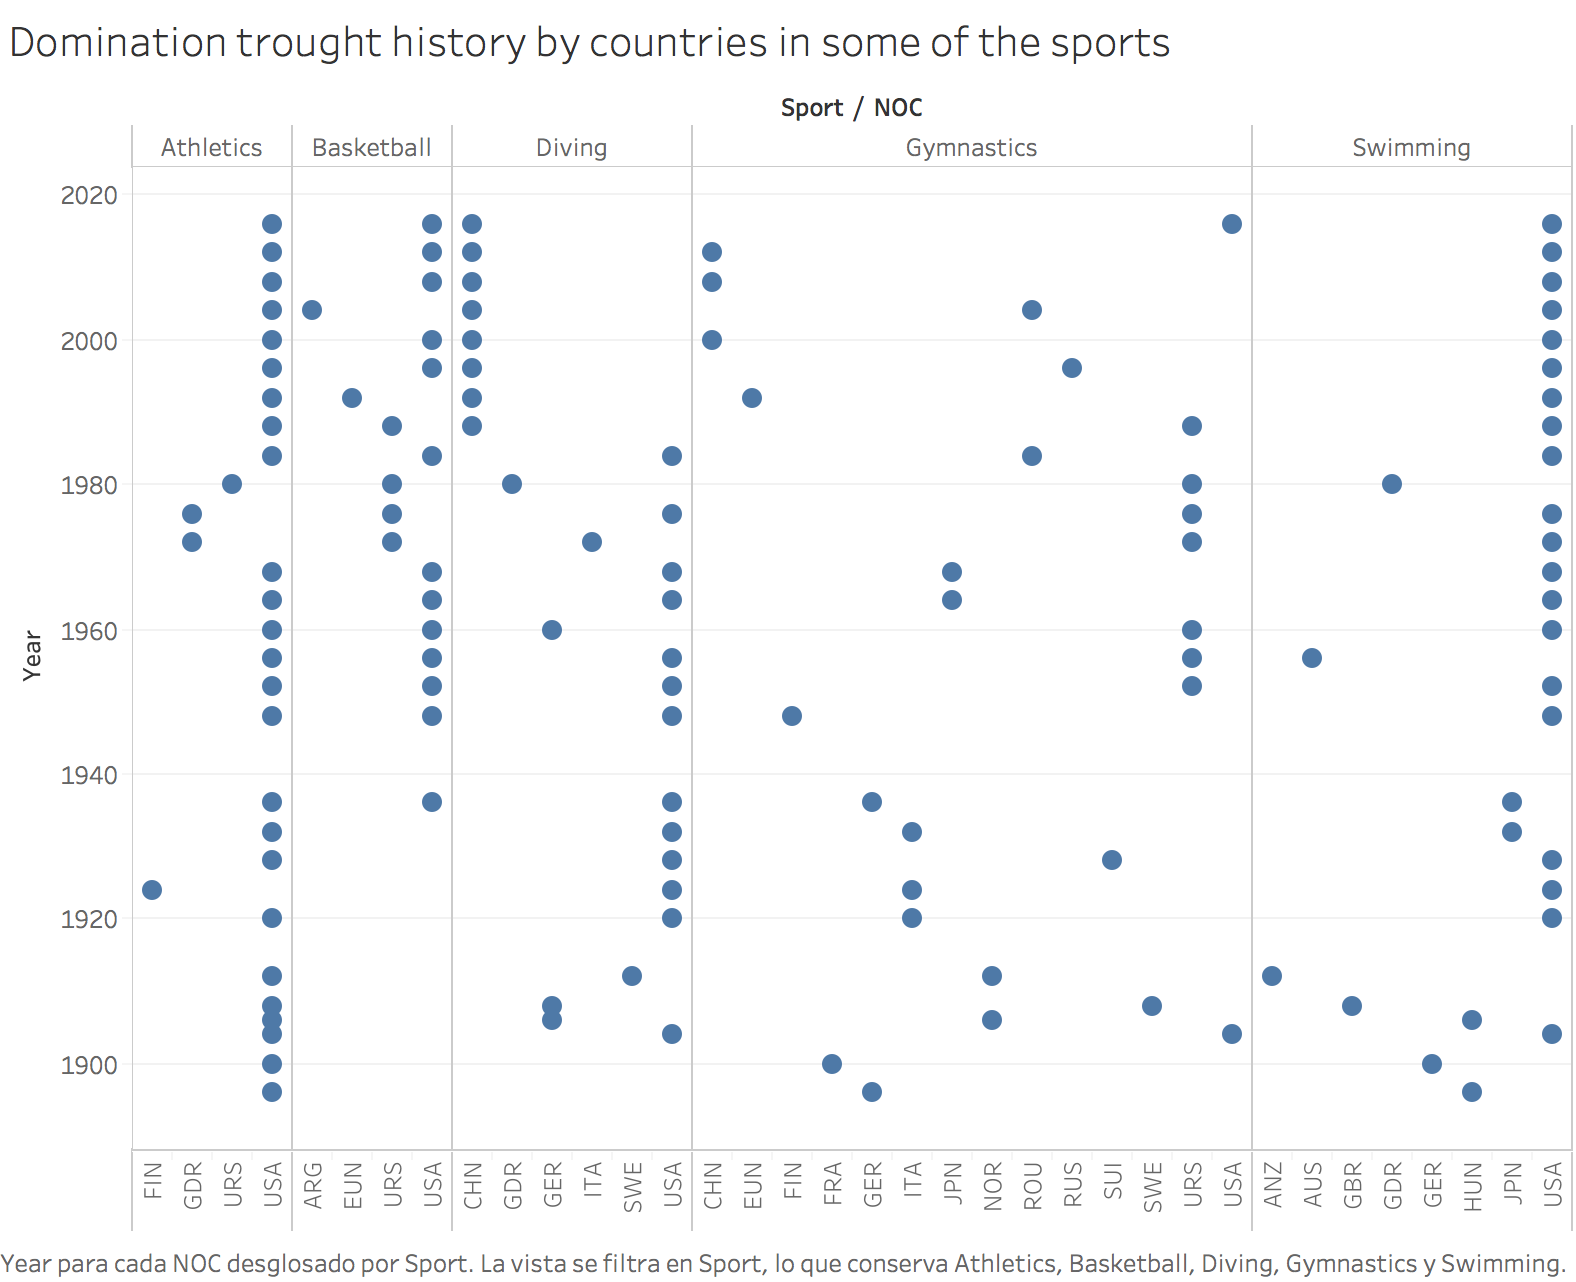 Domination trought history by countries in some of the sports
Sport / NOC
Athletics Basketball Diving Gymnastics Swimming
2020
2000
1980
1960
1940
1920
1900
Year
FIN GDR URS USA ARG EUN URS USA CHN GDR GER ITA SWE USA CHN EUN FIN FRA GER ITA JPN NOR ROU RUS SUI SWE URS USA ANZ AUS GBR GDR GER HUN JPN USA
Year para cada NOC desglosado por Sport. La vista se filtra en Sport, lo que conserva Athletics, Basketball, Diving, Gymnastics y Swimming.